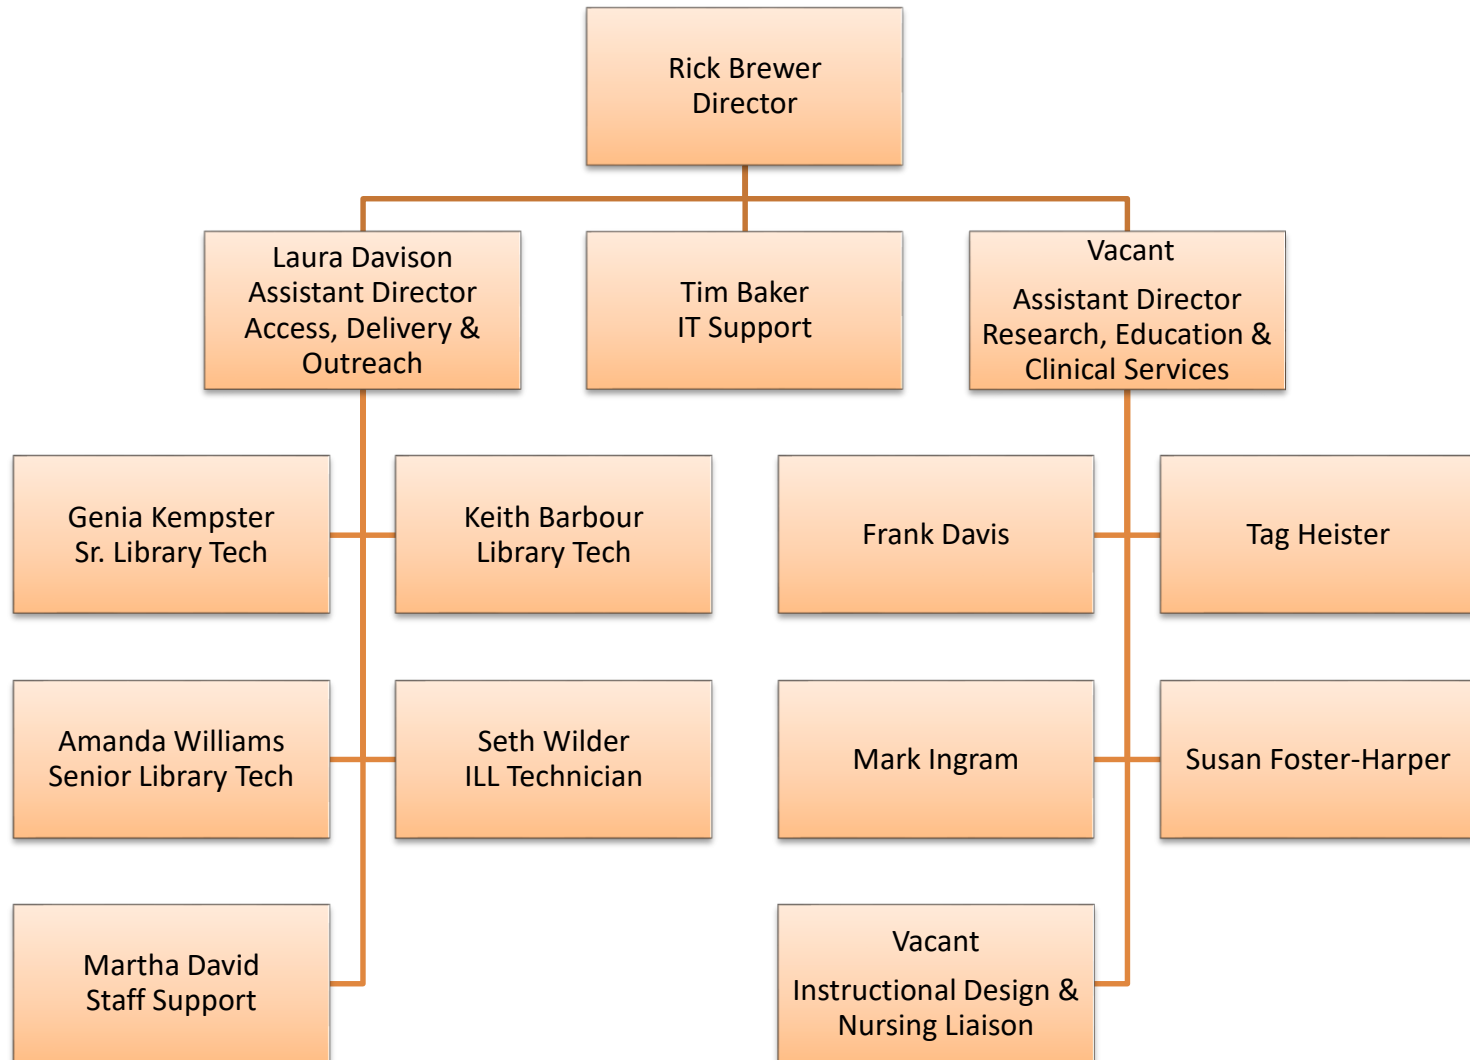 Rick Brewer
Director
Laura Davison
Assistant Director
Access, Delivery &
Outreach
Tim Baker
IT Support
Vacant
Assistant Director
Research, Education &
Clinical Services
Genia Kempster
Sr. Library Tech
Keith Barbour
Library Tech
Frank Davis
Tag Heister
Amanda Williams
Senior Library Tech
Seth Wilder
ILL Technician
Mark Ingram
Susan Foster-Harper
Martha David
Staff Support
Vacant
Instructional Design &
Nursing Liaison